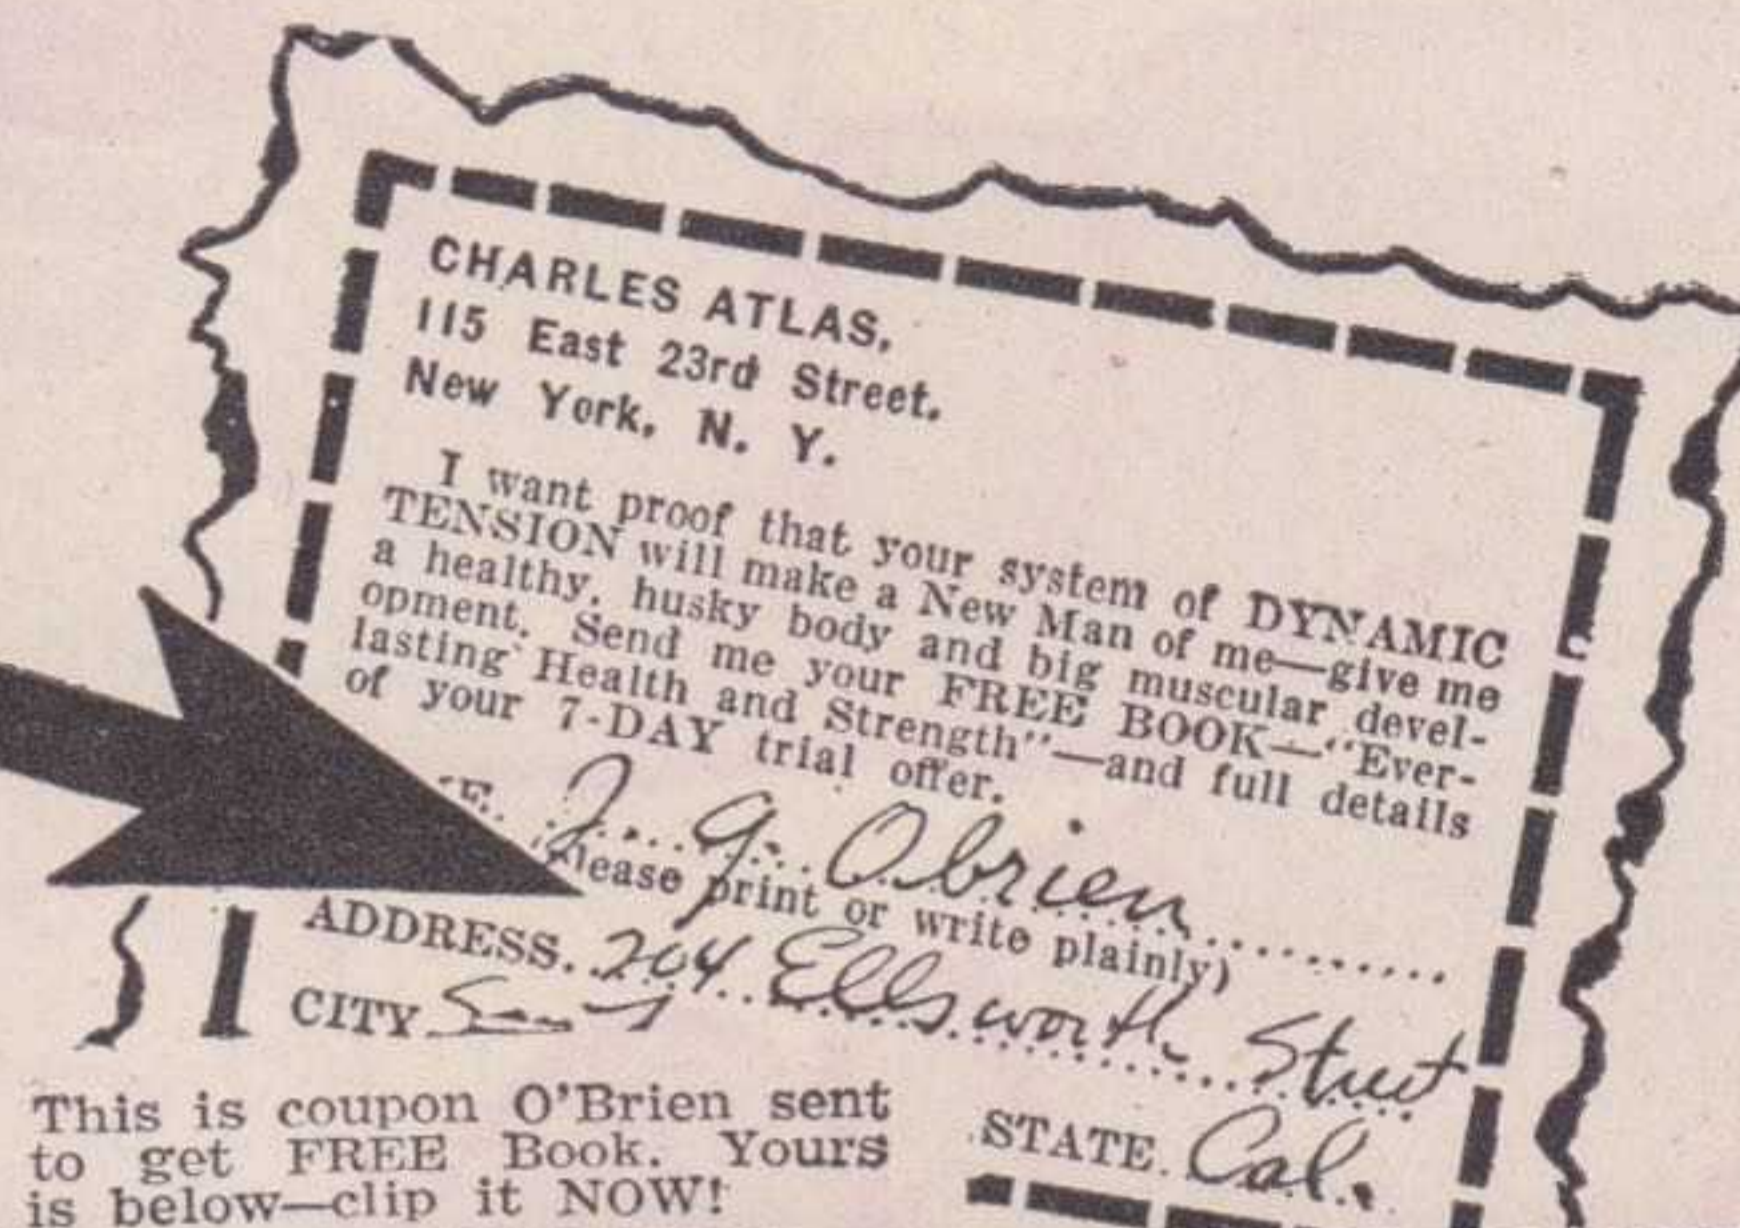 CHARLES ATLAS,
115 East 23rd Street,
New York, N. Y.
I want proof that your system of DYNAMIC
TENSION will make a New Man of me—give me
a healthy, husky body and big muscular devel-
opment. Send me your FREE BOOK—"Ever-
lasting Health and Strength"—and full details
of your 7-DAY trial offer.
J. G. Obrien
(Please print or write plainly)
ADDRESS. 204 Ellsworth Street
CITY San
STATE. Cal.
This is coupon O'Brien sent
to get FREE Book. Yours
is below—clip it NOW!